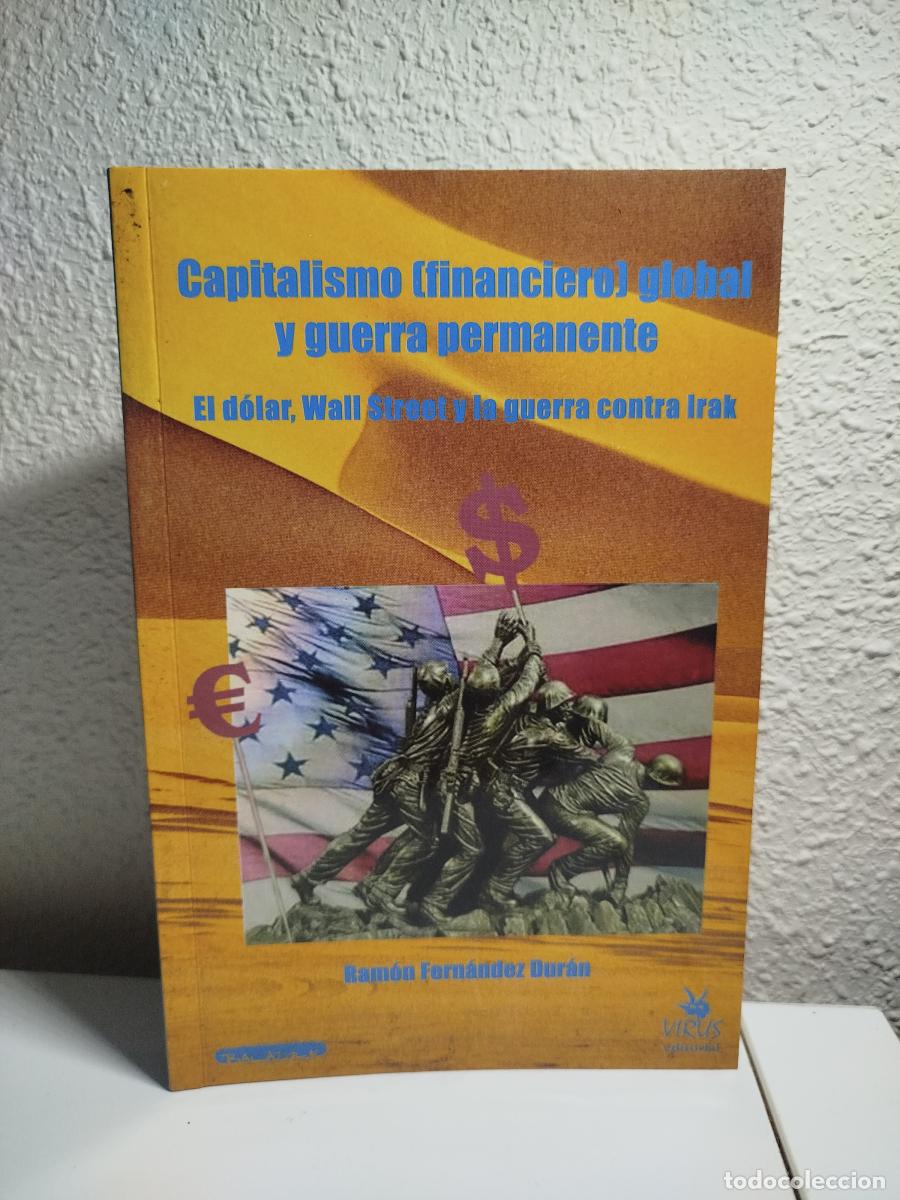 Capitalismo (financiero) global
y guerra permanente
El dólar, Wall Street y la guerra contra Irak
$
€
Ramón Fernández Durán
VIRUS
editorial
todocoleccion